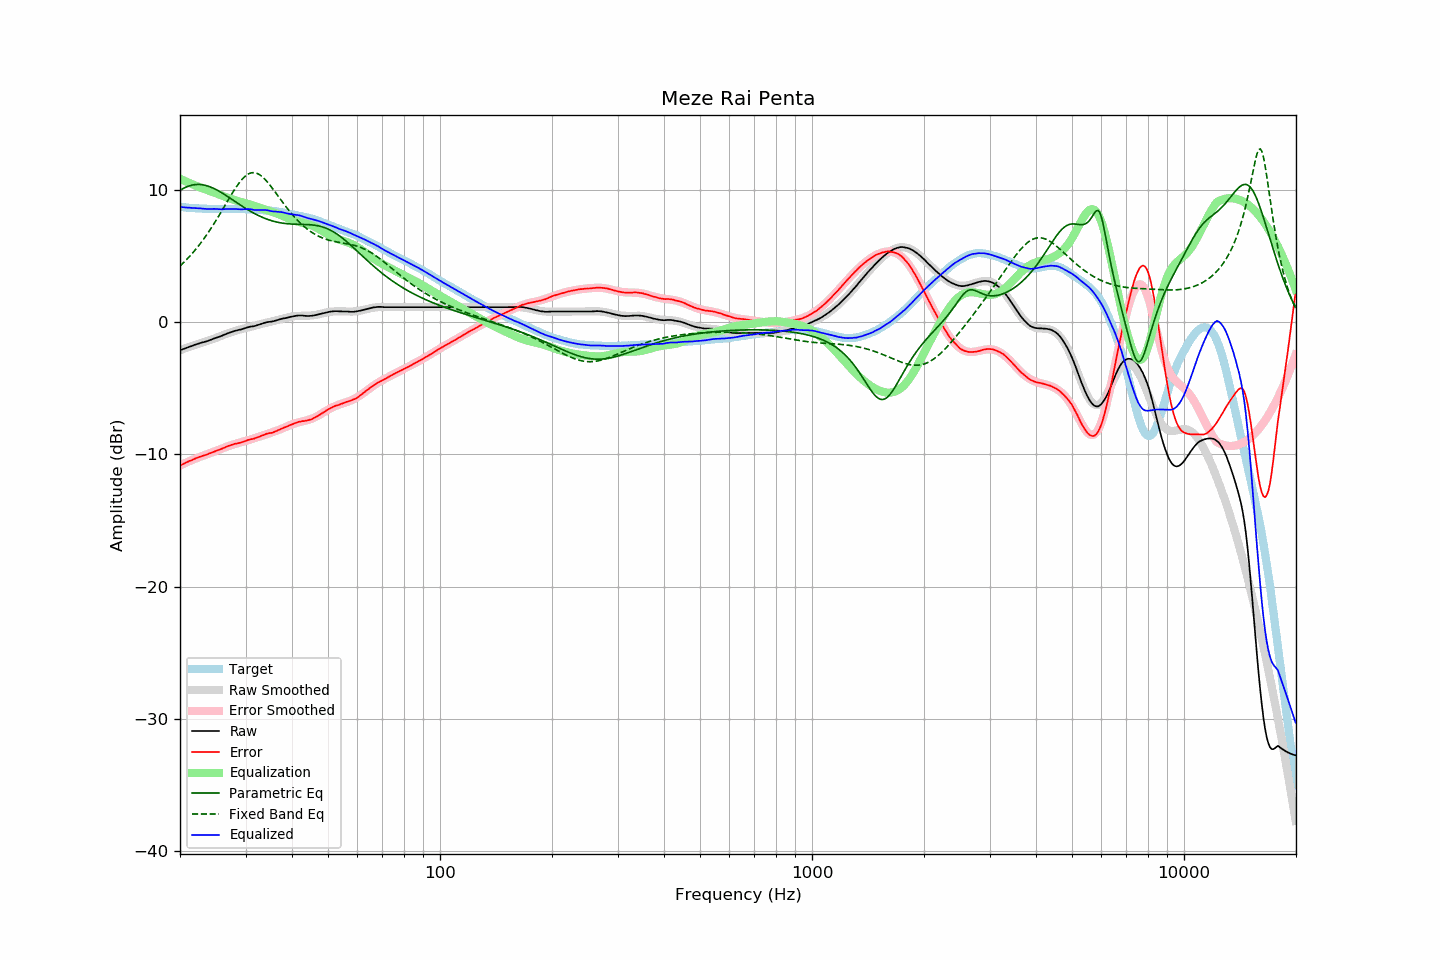 Meze Rai Penta
Amplitude (dBr)
10
0
−10
−20
−30
−40
Target
Raw Smoothed
Error Smoothed
Raw
Error
Equalization
Parametric Eq
Fixed Band Eq
Equalized
100
1000
10000
Frequency (Hz)